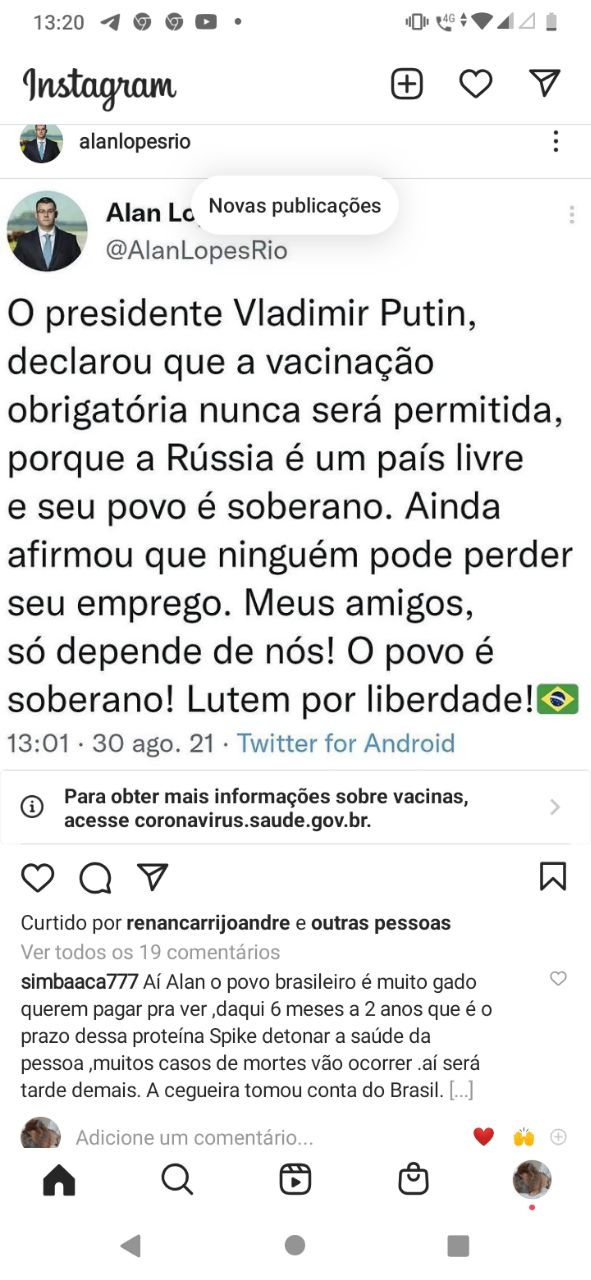 13:20
4G
Instagram
alanlopesrio
Alan Lo
Novas publicações
@AlanLopesRio
O presidente Vladimir Putin,
declarou que a vacinação
obrigatória nunca será permitida,
porque a Rússia é um país livre
e seu povo é soberano. Ainda
afirmou que ninguém pode perder
seu emprego. Meus amigos,
só depende de nós! O povo é
soberano! Lutem por liberdade!🇧🇷
13:01 · 30 ago. 21 · Twitter for Android
Para obter mais informações sobre vacinas,
acesse coronavirus.saude.gov.br.
Curtido por renancarrijoandre e outras pessoas
Ver todos os 19 comentários
simbaaca777 Aí Alan o povo brasileiro é muito gado
querem pagar pra ver ,daqui 6 meses a 2 anos que é o
prazo dessa proteína Spike detonar a saúde da
pessoa ,muitos casos de mortes vão ocorrer .aí será
tarde demais. A cegueira tomou conta do Brasil. [...]
Adicione um comentário...